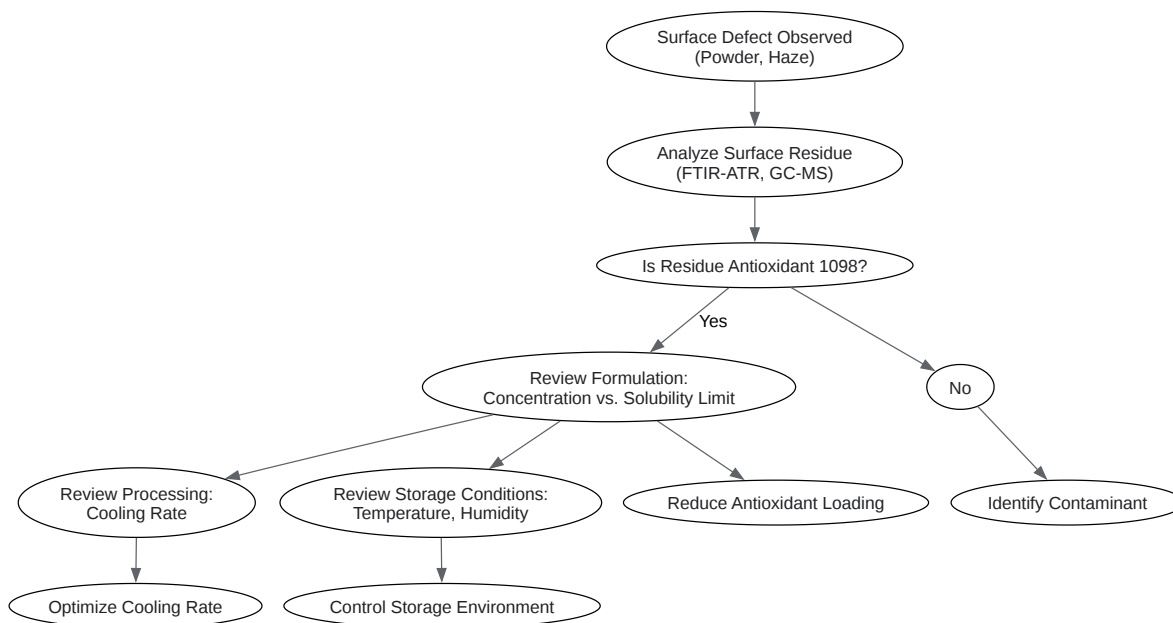 Surface Defect Observed
(Powder, Haze)
Analyze Surface Residue
(FTIR-ATR, GC-MS)
Is Residue Antioxidant 1098?
Yes
Review Formulation:
Concentration vs. Solubility Limit
No
Review Processing:
Cooling Rate
Review Storage Conditions:
Temperature, Humidity
Reduce Antioxidant Loading
Identify Contaminant
Optimize Cooling Rate
Control Storage Environment